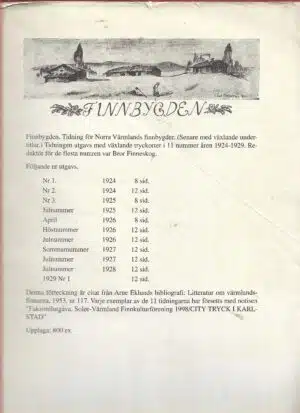 FINNBYGDEN
Finnbygden. Tidning för Norra Värmlands finnbygder. (Senare med växlande under-
titlar.) Tidningen utgavs med växlande tryckorter i 11 nummer åren 1924-1929. Re-
daktör för de flesta numren var Bror Finneskog.
Följande nr utgavs.
Nr 1. 1924 8 sid.
Nr 2. 1924 12 sid.
Nr 3. 1925 8 sid.
Julnummer 1925 12 sid.
April 1926 8 sid.
Höstnummer 1926 12 sid.
Julnummer 1926 12 sid.
Sommarnummer 1927 12 sid.
Julnummer 1927 12 sid.
Julnummer 1928 12 sid.
1929 Nr 1 12 sid.
Denna förteckning är citat från Arne Eklunds bibliografi: Litteratur om värmlands-
finnarna, 1953, nr 117. Varje exemplar av de 11 tidningarna har försetts med notisen
"Faksimilutgåva. Solør-Värmland Finnkulturförening 1998/CITY TRYCK I KARL-
STAD"
Upplaga: 800 ex.